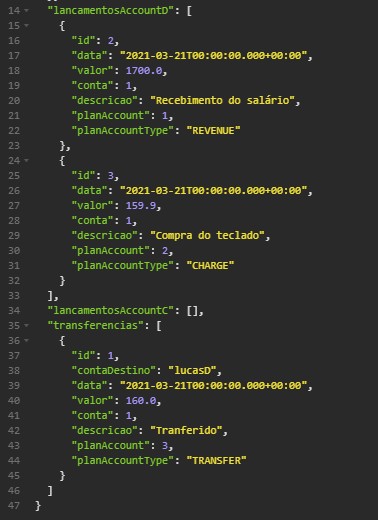 14 "lancamentosAccountD": [
15 {
16 "id": 2,
17 "data": "2021-03-21T00:00:00.000+00:00",
18 "valor": 1700.0,
19 "conta": 1,
20 "descricao": "Recebimento do salário",
21 "planAccount": 1,
22 "planAccountType": "REVENUE"
23 },
24 {
25 "id": 3,
26 "data": "2021-03-21T00:00:00.000+00:00",
27 "valor": 159.9,
28 "conta": 1,
29 "descricao": "Compra do teclado",
30 "planAccount": 2,
31 "planAccountType": "CHARGE"
32 }
33 ],
34 "lancamentosAccountC": [],
35 "transferencias": [
36 {
37 "id": 1,
38 "contaDestino": "lucasD",
39 "data": "2021-03-21T00:00:00.000+00:00",
40 "valor": 160.0,
41 "conta": 1,
42 "descricao": "Tranferido",
43 "planAccount": 3,
44 "planAccountType": "TRANSFER"
45 }
46 ]
47 }